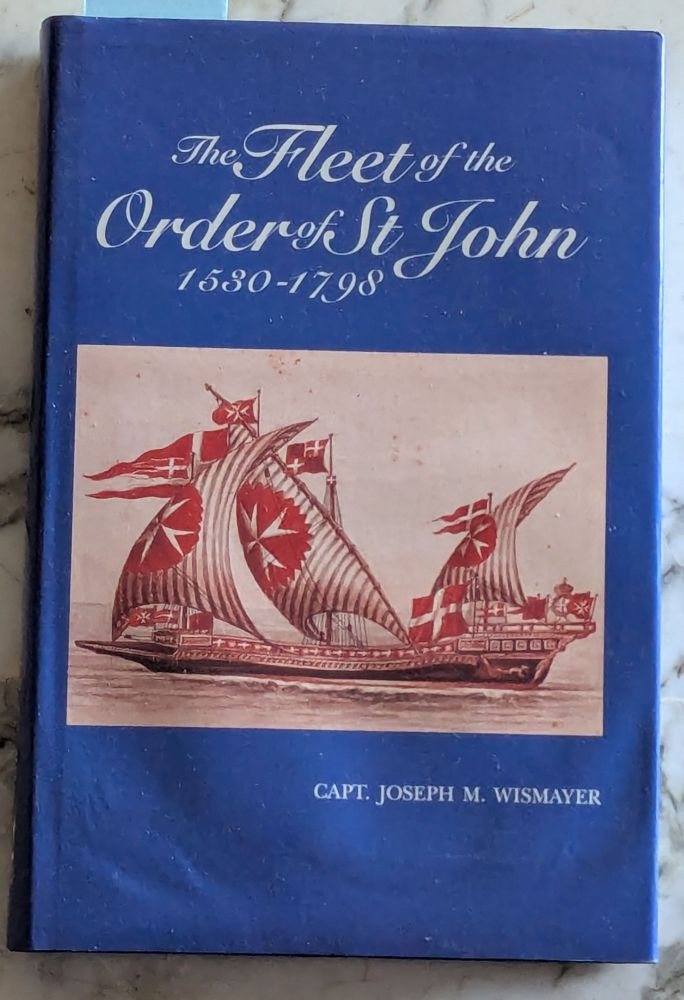 The Fleet of the
Order of St John
1530-1798
CAPT. JOSEPH M. WISMAYER